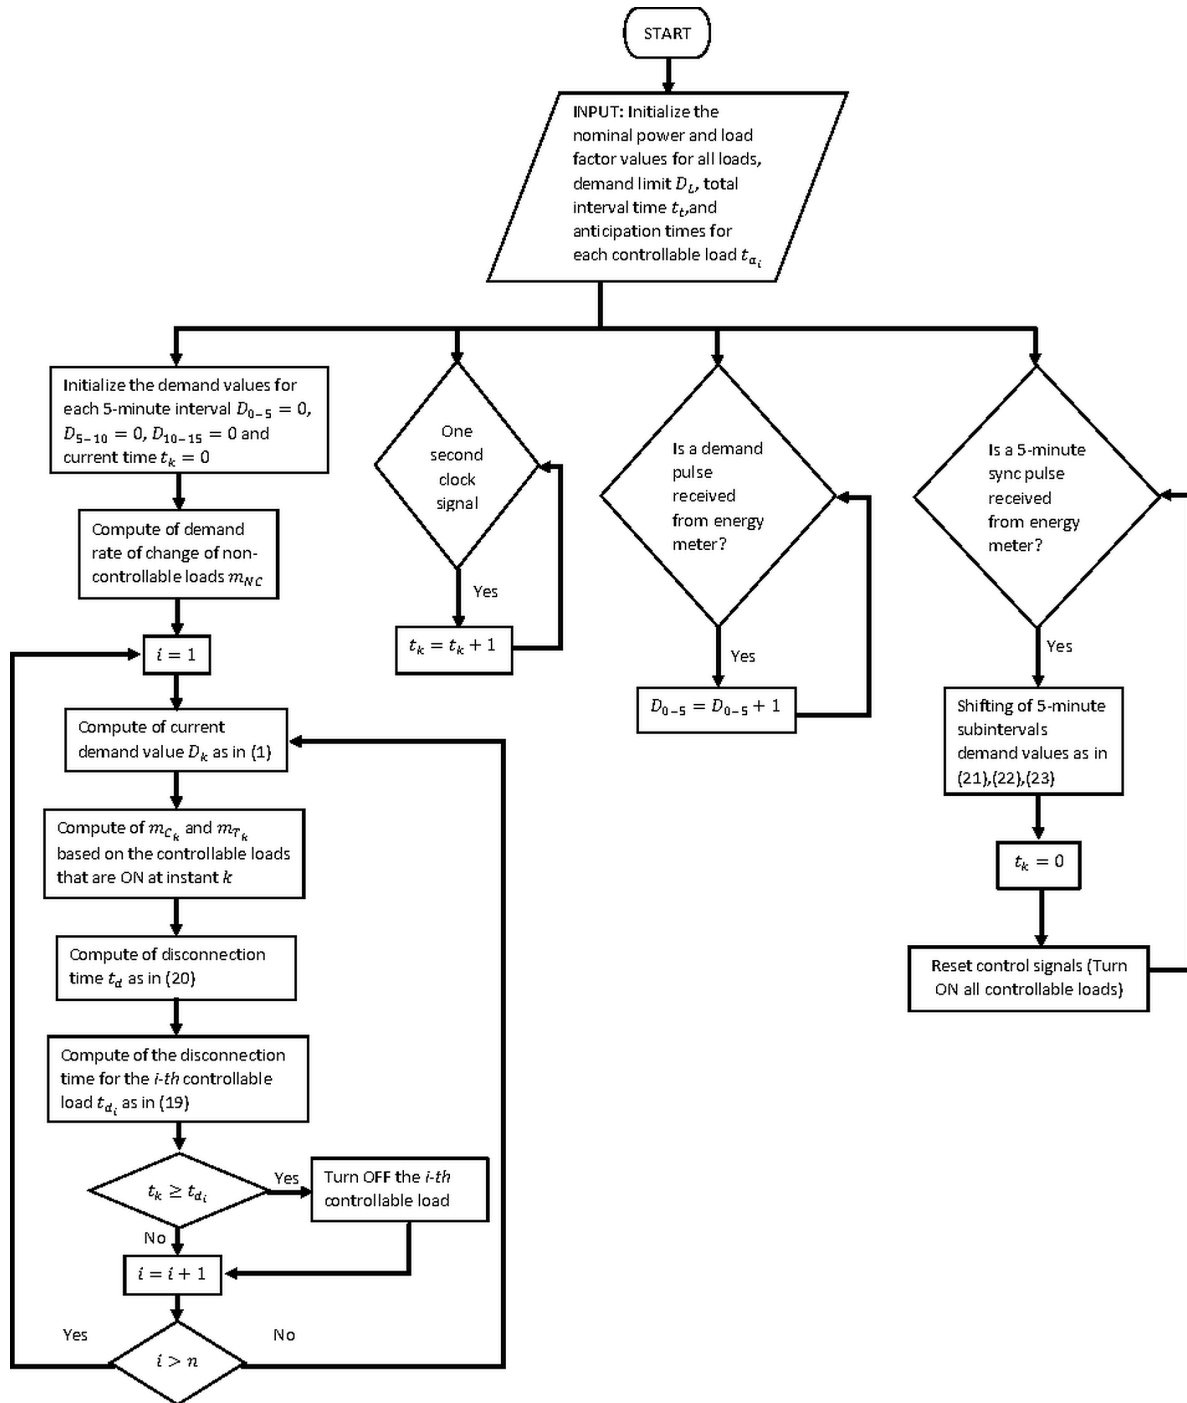 START
INPUT: Initialize the
nominal power and load
factor values for all loads,
demand limit D_L, total
interval time t_t,and
anticipation times for
each controllable load t_{a_i}
Initialize the demand values for
each 5-minute interval D_{0−5} = 0,
D_{5−10} = 0, D_{10−15} = 0 and
current time t_k = 0
Compute of demand
rate of change of non-
controllable loads m_{NC}
i = 1
Compute of current
demand value D_k as in (1)
Compute of m_{C_k} and m_{T_k}
based on the controllable loads
that are ON at instant k
Compute of disconnection
time t_d as in (20)
Compute of the disconnection
time for the i-th controllable
load t_{d_i} as in (19)
t_k ≥ t_{d_i}
Yes
Turn OFF the i-th
controllable load
No
i = i + 1
Yes
No
i > n
One
second
clock
signal
Yes
t_k = t_k + 1
Is a demand
pulse
received
from energy
meter?
Yes
D_{0−5} = D_{0−5} + 1
Is a 5-minute
sync pulse
received
from energy
meter?
Yes
Shifting of 5-minute
subintervals
demand values as in
(21),(22),(23)
t_k = 0
Reset control signals (Turn
ON all controllable loads)